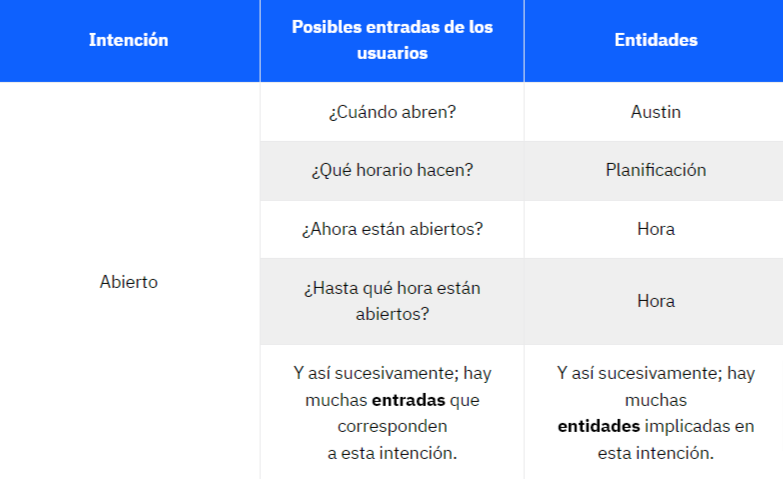 Intención
Posibles entradas de los
usuarios
Entidades
Abierto
¿Cuándo abren?
Austin
¿Qué horario hacen?
Planificación
¿Ahora están abiertos?
Hora
¿Hasta qué hora están
abiertos?
Hora
Y así sucesivamente; hay
muchas entradas que
corresponden
a esta intención.
Y así sucesivamente; hay
muchas
entidades implicadas en
esta intención.